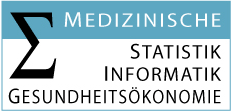 Σ MEDIZINISCHE
STATISTIK
INFORMATIK
GESUNDHEITSÖKONOMIE